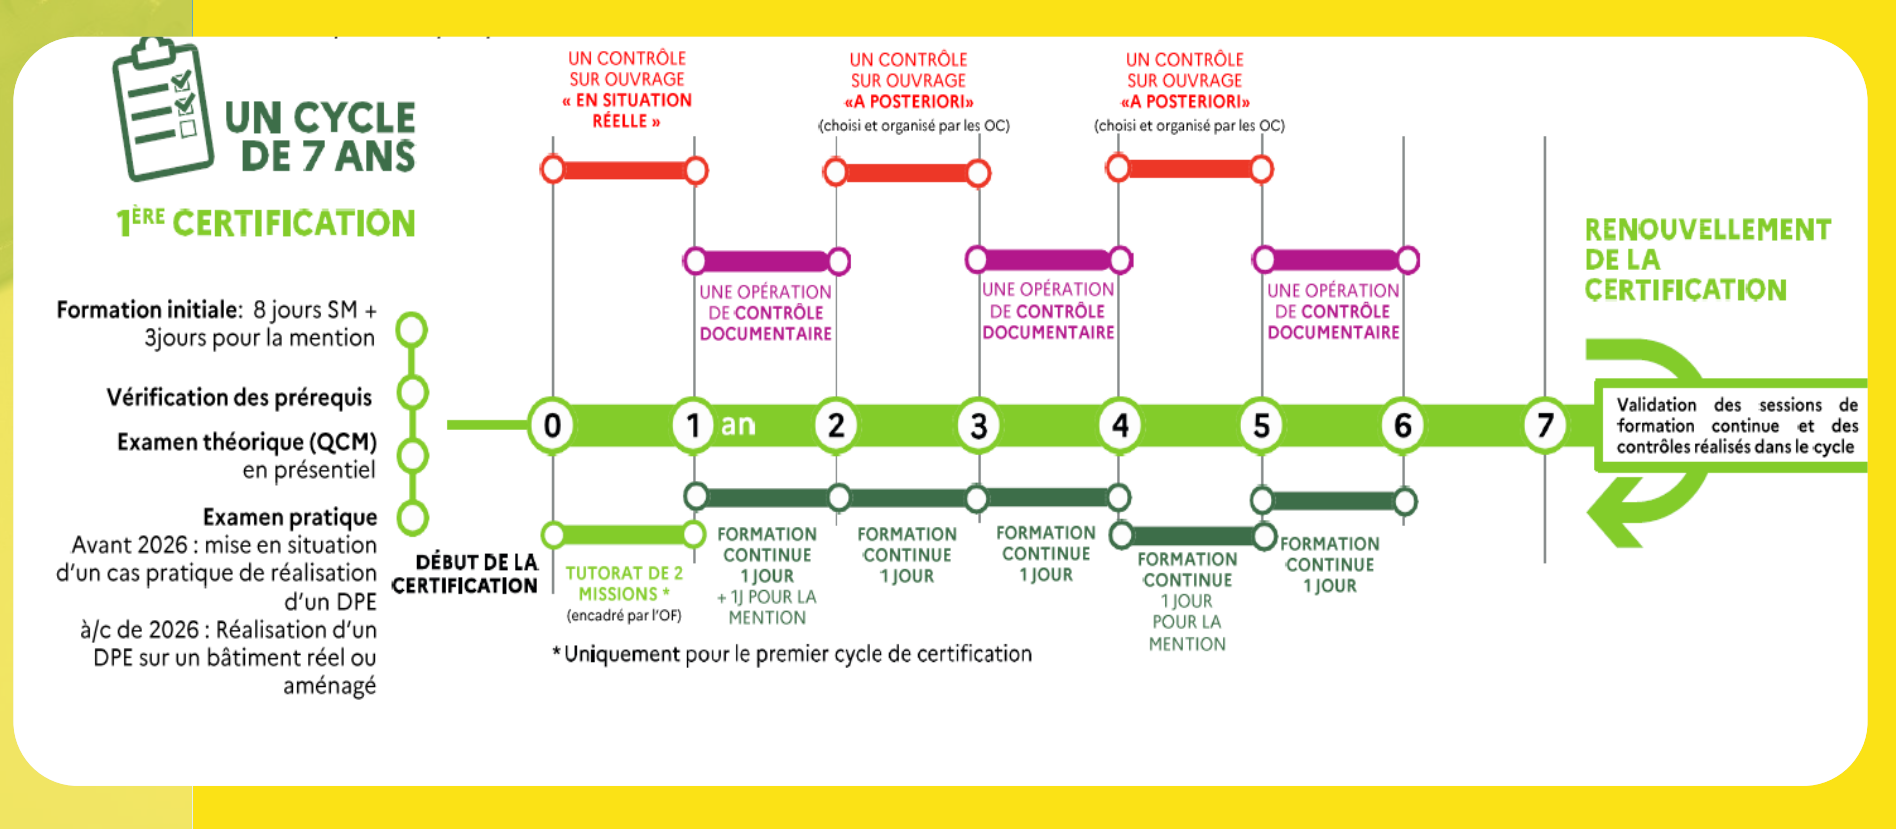 UN CYCLE
DE 7 ANS
1ÈRE CERTIFICATION
Formation initiale: 8 jours SM +
3jours pour la mention
Vérification des prérequis
Examen théorique (QCM)
en présentiel
Examen pratique
Avant 2026 : mise en situation
d'un cas pratique de réalisation
d'un DPE
à/c de 2026 : Réalisation d'un
DPE sur un bâtiment réel ou
aménagé
DÉBUT DE LA
CERTIFICATION
UN CONTRÔLE
SUR OUVRAGE
« EN SITUATION
RÉELLE »
UN CONTRÔLE
SUR OUVRAGE
«A POSTERIORI»
(choisi et organisé par les OC)
UN CONTRÔLE
SUR OUVRAGE
«A POSTERIORI»
(choisi et organisé par les OC)
UNE OPÉRATION
DE CONTRÔLE
DOCUMENTAIRE
UNE OPÉRATION
DE CONTRÔLE
DOCUMENTAIRE
UNE OPÉRATION
DE CONTRÔLE
DOCUMENTAIRE
0 1 an 2 3 4 5 6 7
TUTORAT DE 2
MISSIONS *
(encadré par l'OF)
FORMATION
CONTINUE
1 JOUR
+ 1J POUR LA
MENTION
FORMATION
CONTINUE
1 JOUR
FORMATION
CONTINUE
1 JOUR
FORMATION
CONTINUE
1 JOUR
POUR LA
MENTION
FORMATION
CONTINUE
1 JOUR
* Uniquement pour le premier cycle de certification
RENOUVELLEMENT
DE LA
CERTIFICATION
Validation des sessions de
formation continue et des
contrôles réalisés dans le cycle